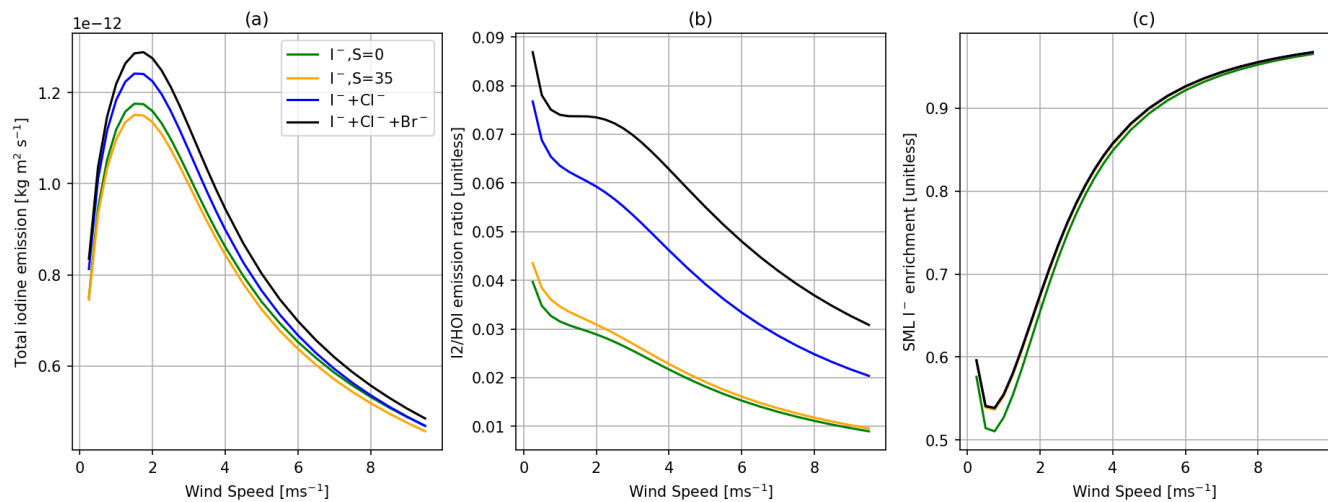 (a)
1e−12
Total iodine emission [kg m² s⁻¹]
1.2
1.0
0.8
0.6
I⁻,S=0
I⁻,S=35
I⁻+Cl⁻
I⁻+Cl⁻+Br⁻
0 2 4 6 8
Wind Speed [ms⁻¹]
(b)
I2/HOI emission ratio [unitless]
0.09
0.08
0.07
0.06
0.05
0.04
0.03
0.02
0.01
0 2 4 6 8
Wind Speed [ms⁻¹]
(c)
SML I⁻ enrichment [unitless]
0.9
0.8
0.7
0.6
0.5
0 2 4 6 8
Wind Speed [ms⁻¹]